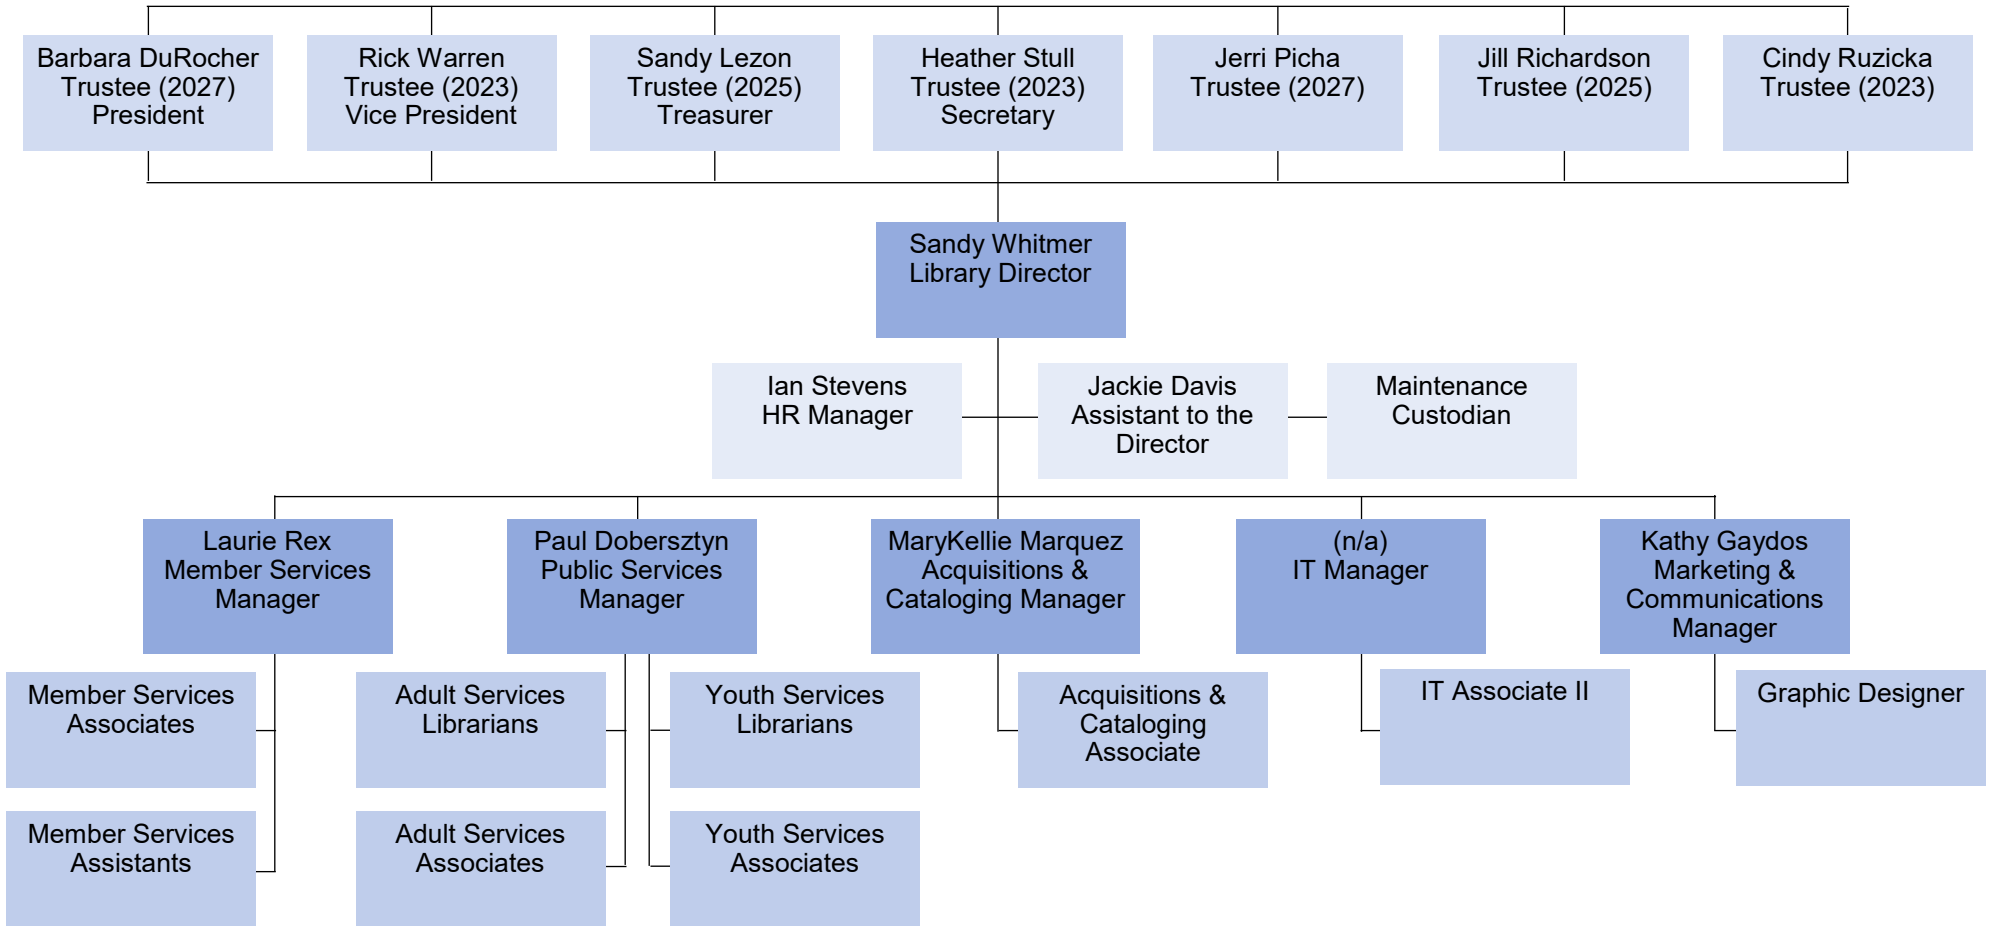 Barbara DuRocher
Trustee (2027)
President
Rick Warren
Trustee (2023)
Vice President
Sandy Lezon
Trustee (2025)
Treasurer
Heather Stull
Trustee (2023)
Secretary
Jerri Picha
Trustee (2027)
Jill Richardson
Trustee (2025)
Cindy Ruzicka
Trustee (2023)
Sandy Whitmer
Library Director
Ian Stevens
HR Manager
Jackie Davis
Assistant to the
Director
Maintenance
Custodian
Laurie Rex
Member Services
Manager
Paul Dobersztyn
Public Services
Manager
MaryKellie Marquez
Acquisitions &
Cataloging Manager
(n/a)
IT Manager
Kathy Gaydos
Marketing &
Communications
Manager
Member Services
Associates
Adult Services
Librarians
Youth Services
Librarians
Acquisitions &
Cataloging
Associate
IT Associate II
Graphic Designer
Member Services
Assistants
Adult Services
Associates
Youth Services
Associates